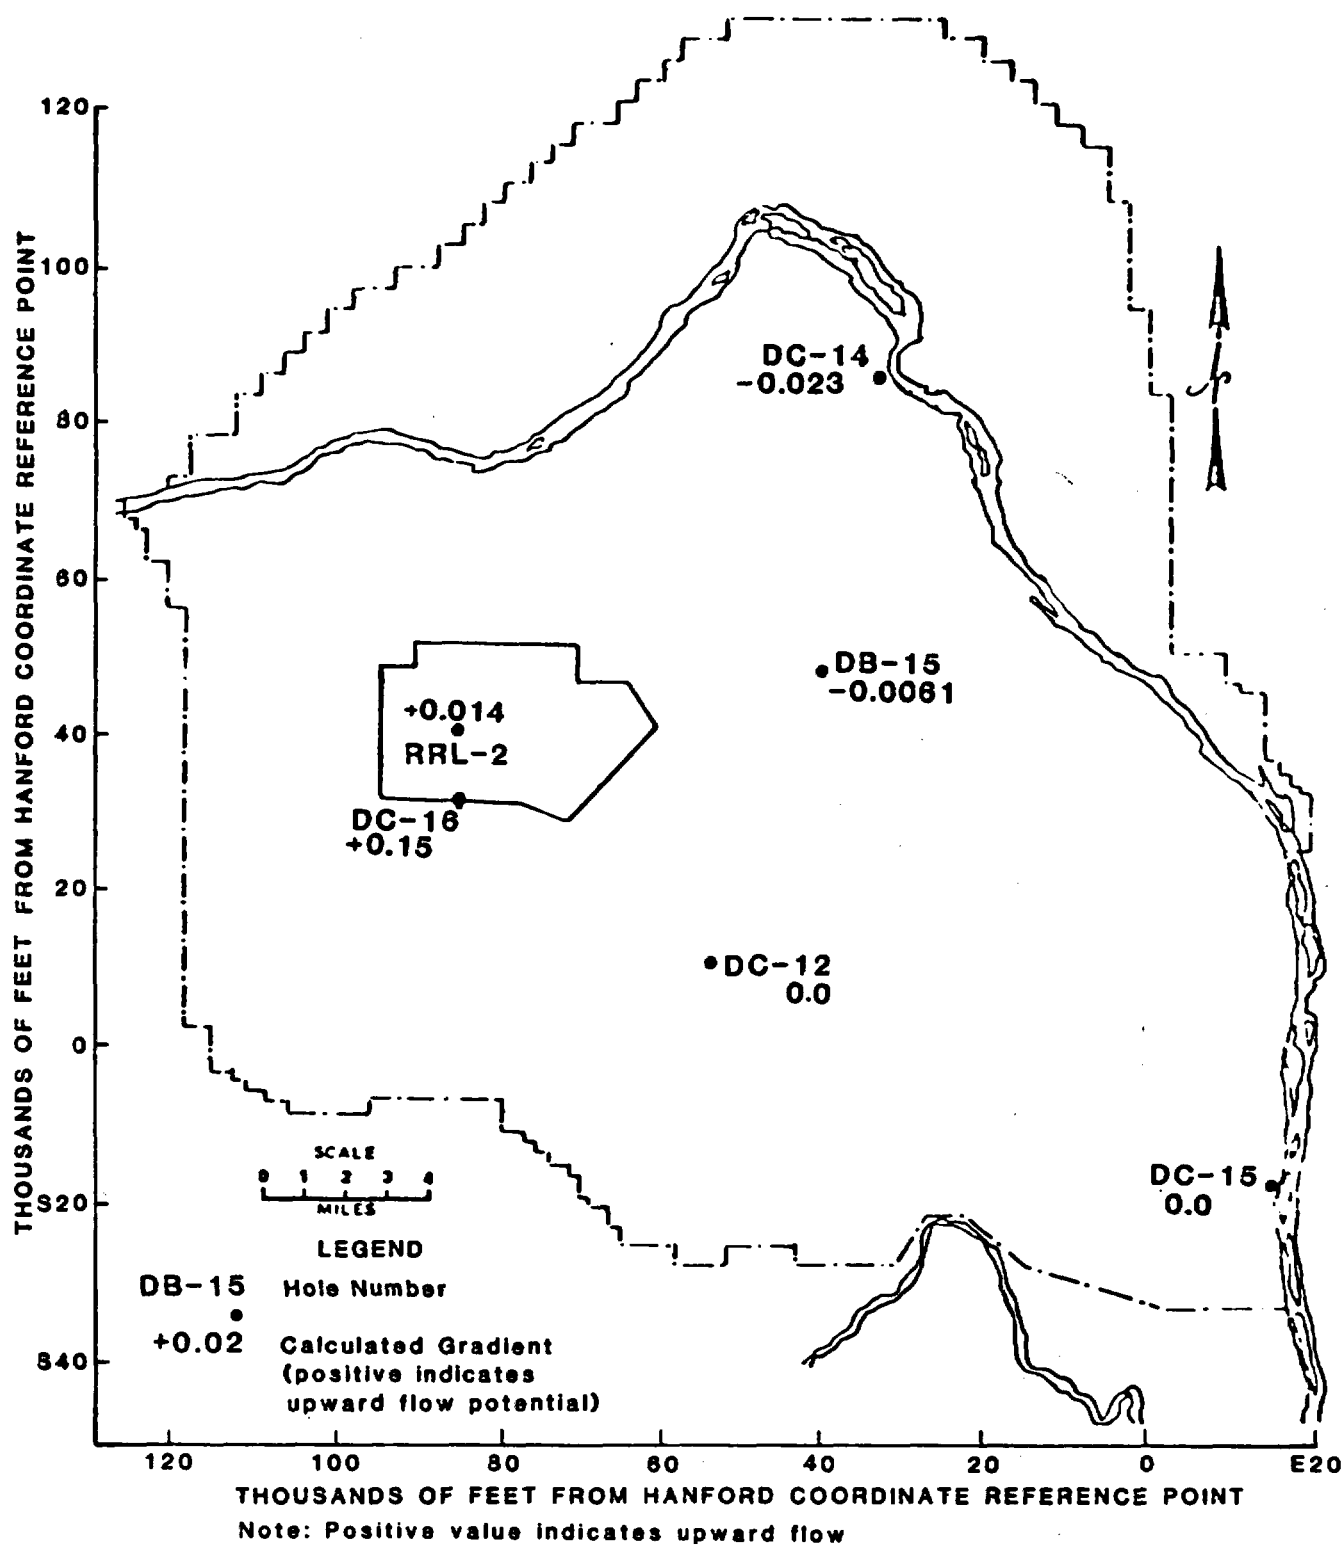 THOUSANDS OF FEET FROM HANFORD COORDINATE REFERENCE POINT
120
100
80
60
40
20
0
S20
S40
DC-14
-0.023
DB-15
-0.0061
+0.014
RRL-2
DC-16
+0.15
DC-12
0.0
DC-15
0.0
SCALE
0 1 2 3 4
MILES
LEGEND
DB-15 Hole Number
+0.02 Calculated Gradient
(positive indicates
upward flow potential)
120 100 80 60 40 20 0 E20
THOUSANDS OF FEET FROM HANFORD COORDINATE REFERENCE POINT
Note: Positive value indicates upward flow